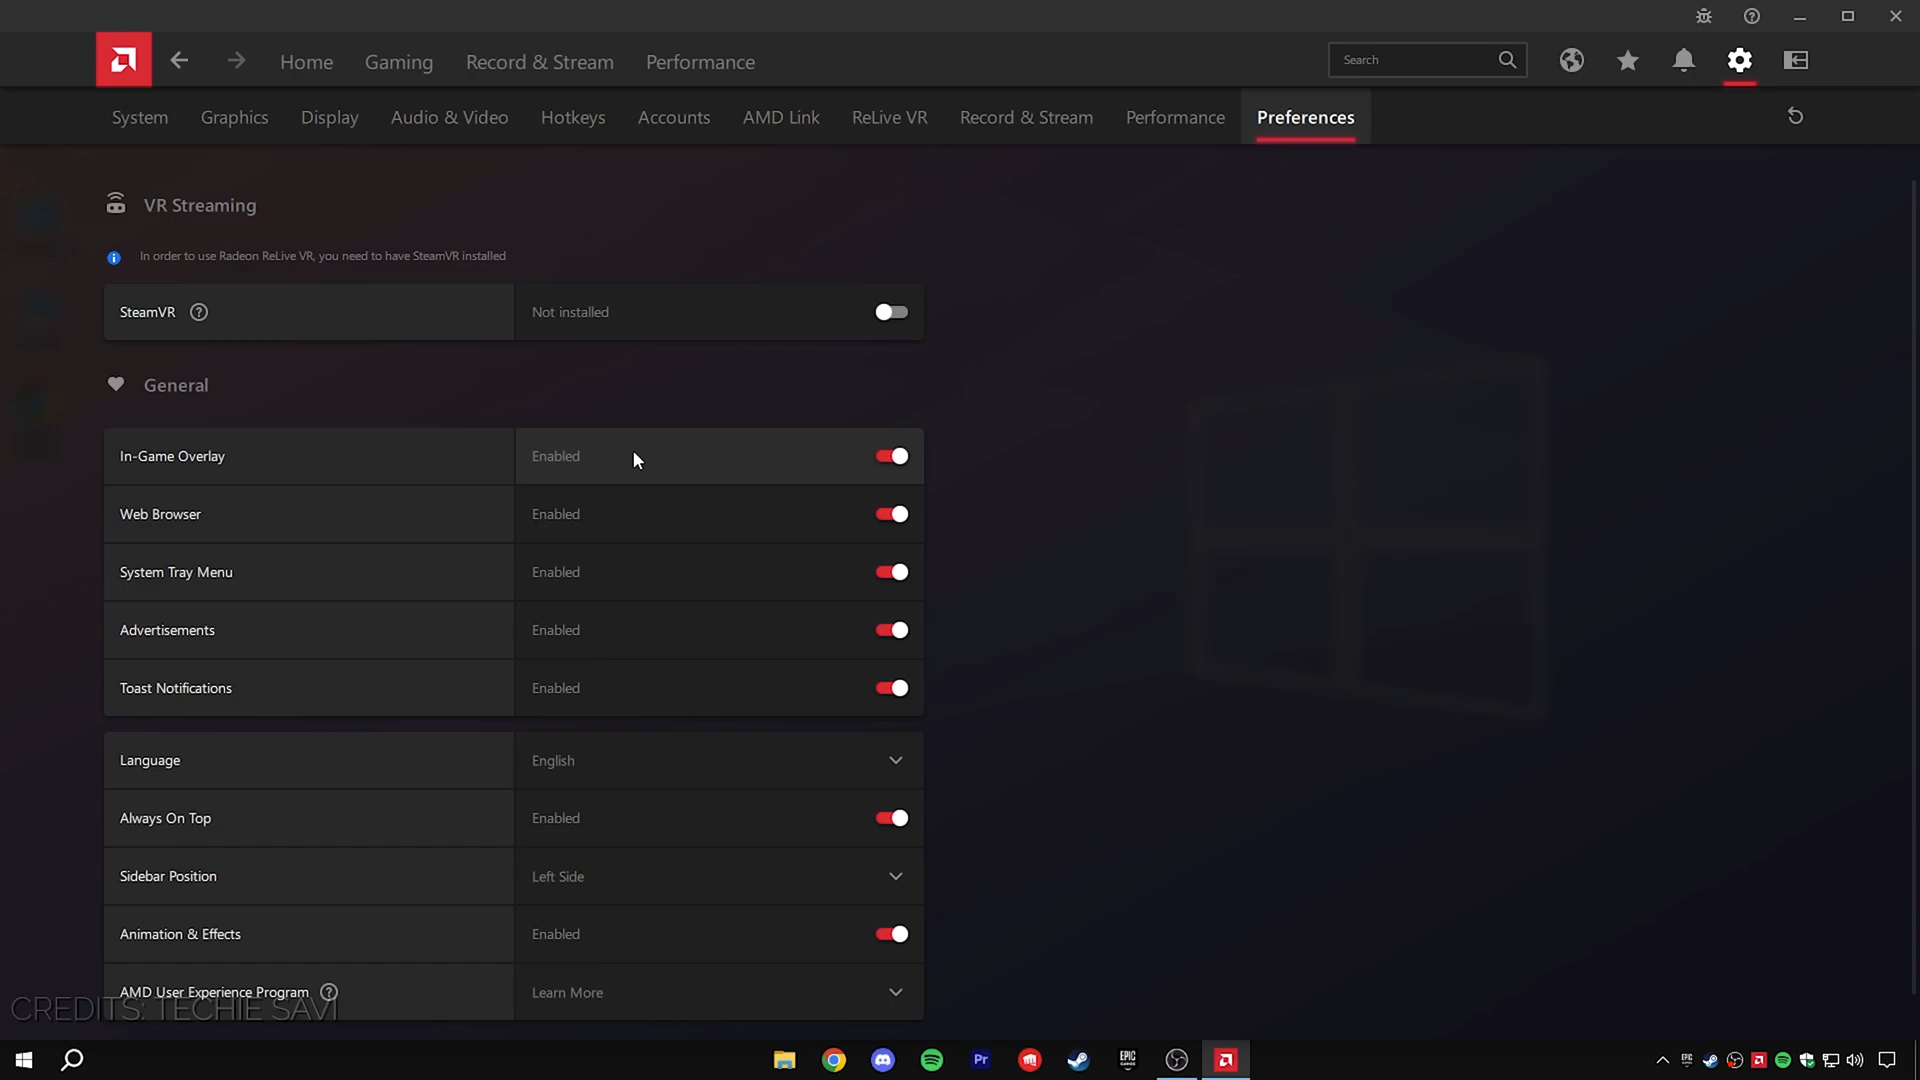 Home Gaming Record & Stream Performance Search
System Graphics Display Audio & Video Hotkeys Accounts AMD Link ReLive VR Record & Stream Performance Preferences
VR Streaming
In order to use Radeon ReLive VR, you need to have SteamVR installed
SteamVR Not installed
General
In-Game Overlay Enabled
Web Browser Enabled
System Tray Menu Enabled
Advertisements Enabled
Toast Notifications Enabled
Language English
Always On Top Enabled
Sidebar Position Left Side
Animation & Effects Enabled
AMD User Experience Program Learn More
CREDITS: TECHIE SAVI
Pr EPIC GAMES